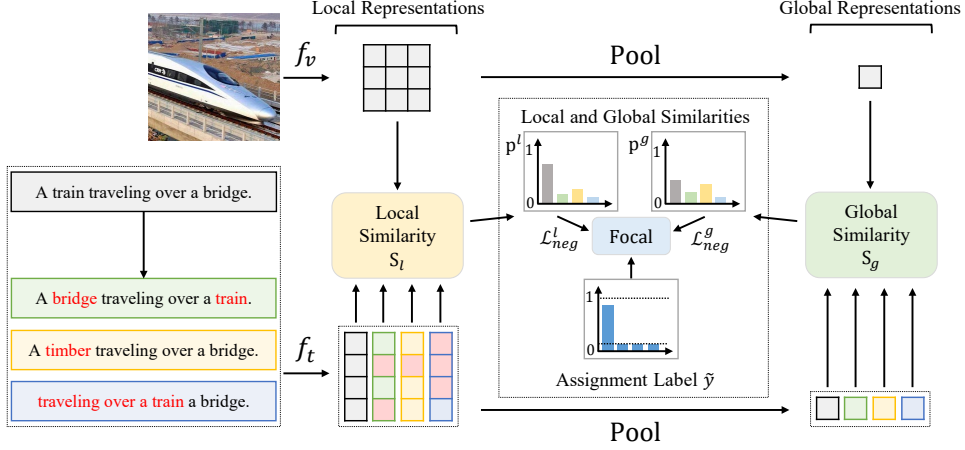 Local Representations
Global Representations
f_v
Pool
Local and Global Similarities
p^l
1
0
p^g
1
0
A train traveling over a bridge.
Local
Similarity
S_l
Focal
ℒ^l_neg
ℒ^g_neg
Global
Similarity
S_g
A bridge traveling over a train.
1
0
A timber traveling over a bridge.
f_t
Assignment Label ỹ
traveling over a train a bridge.
Pool